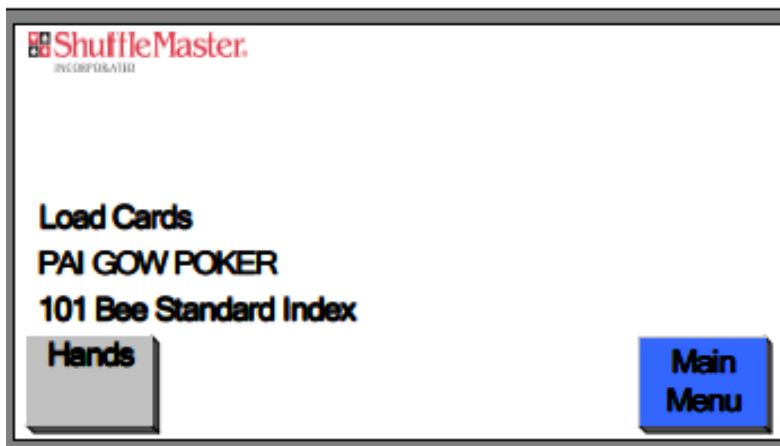 ShuffleMaster.
INCORPORATED
Load Cards
PAI GOW POKER
101 Bee Standard Index
Hands
Main
Menu